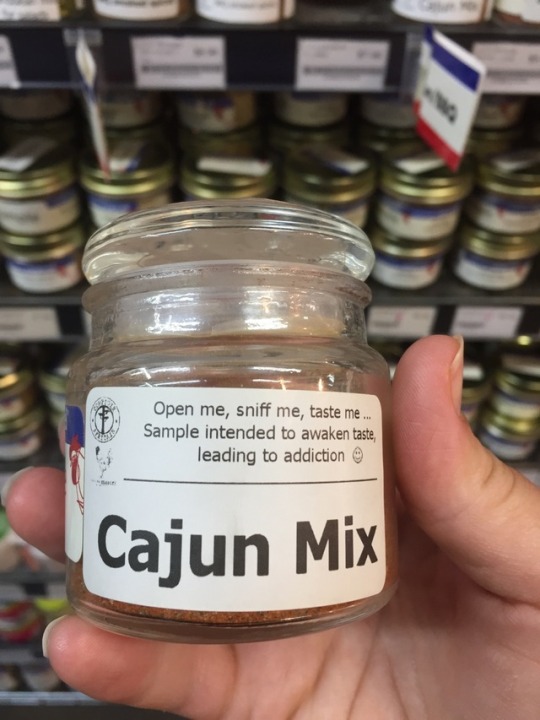 Open me, sniff me, taste me ...
Sample intended to awaken taste,
leading to addiction ☺
Cajun Mix